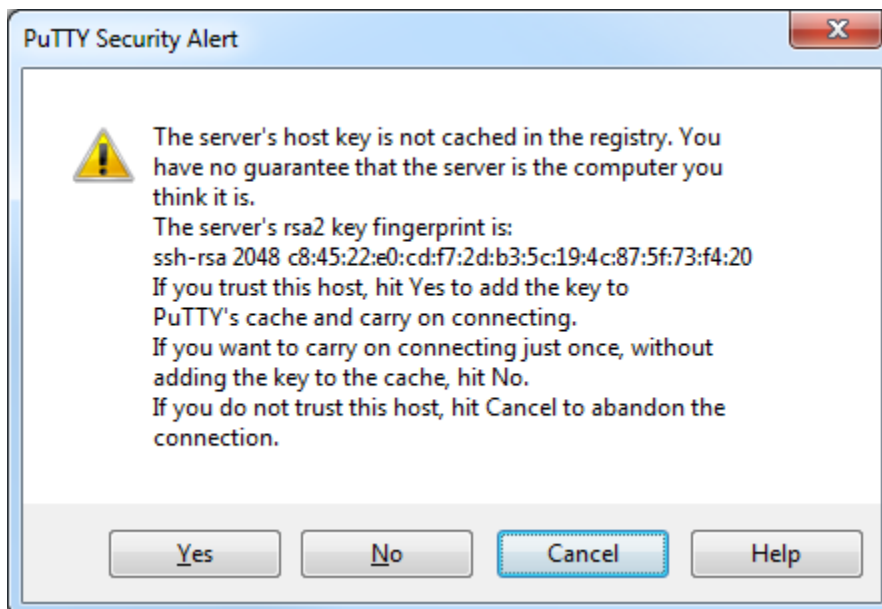 PuTTY Security Alert
The server's host key is not cached in the registry. You
have no guarantee that the server is the computer you
think it is.
The server's rsa2 key fingerprint is:
ssh-rsa 2048 c8:45:22:e0:cd:f7:2d:b3:5c:19:4c:87:5f:73:f4:20
If you trust this host, hit Yes to add the key to
PuTTY's cache and carry on connecting.
If you want to carry on connecting just once, without
adding the key to the cache, hit No.
If you do not trust this host, hit Cancel to abandon the
connection.
Yes No Cancel Help